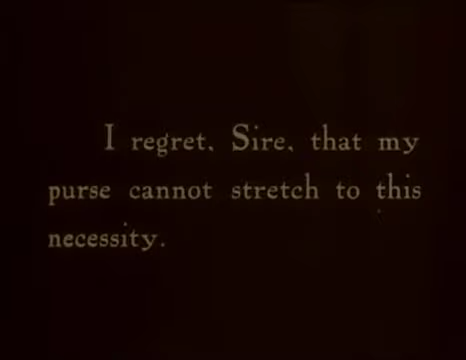 I regret, Sire, that my
purse cannot stretch to this
necessity.